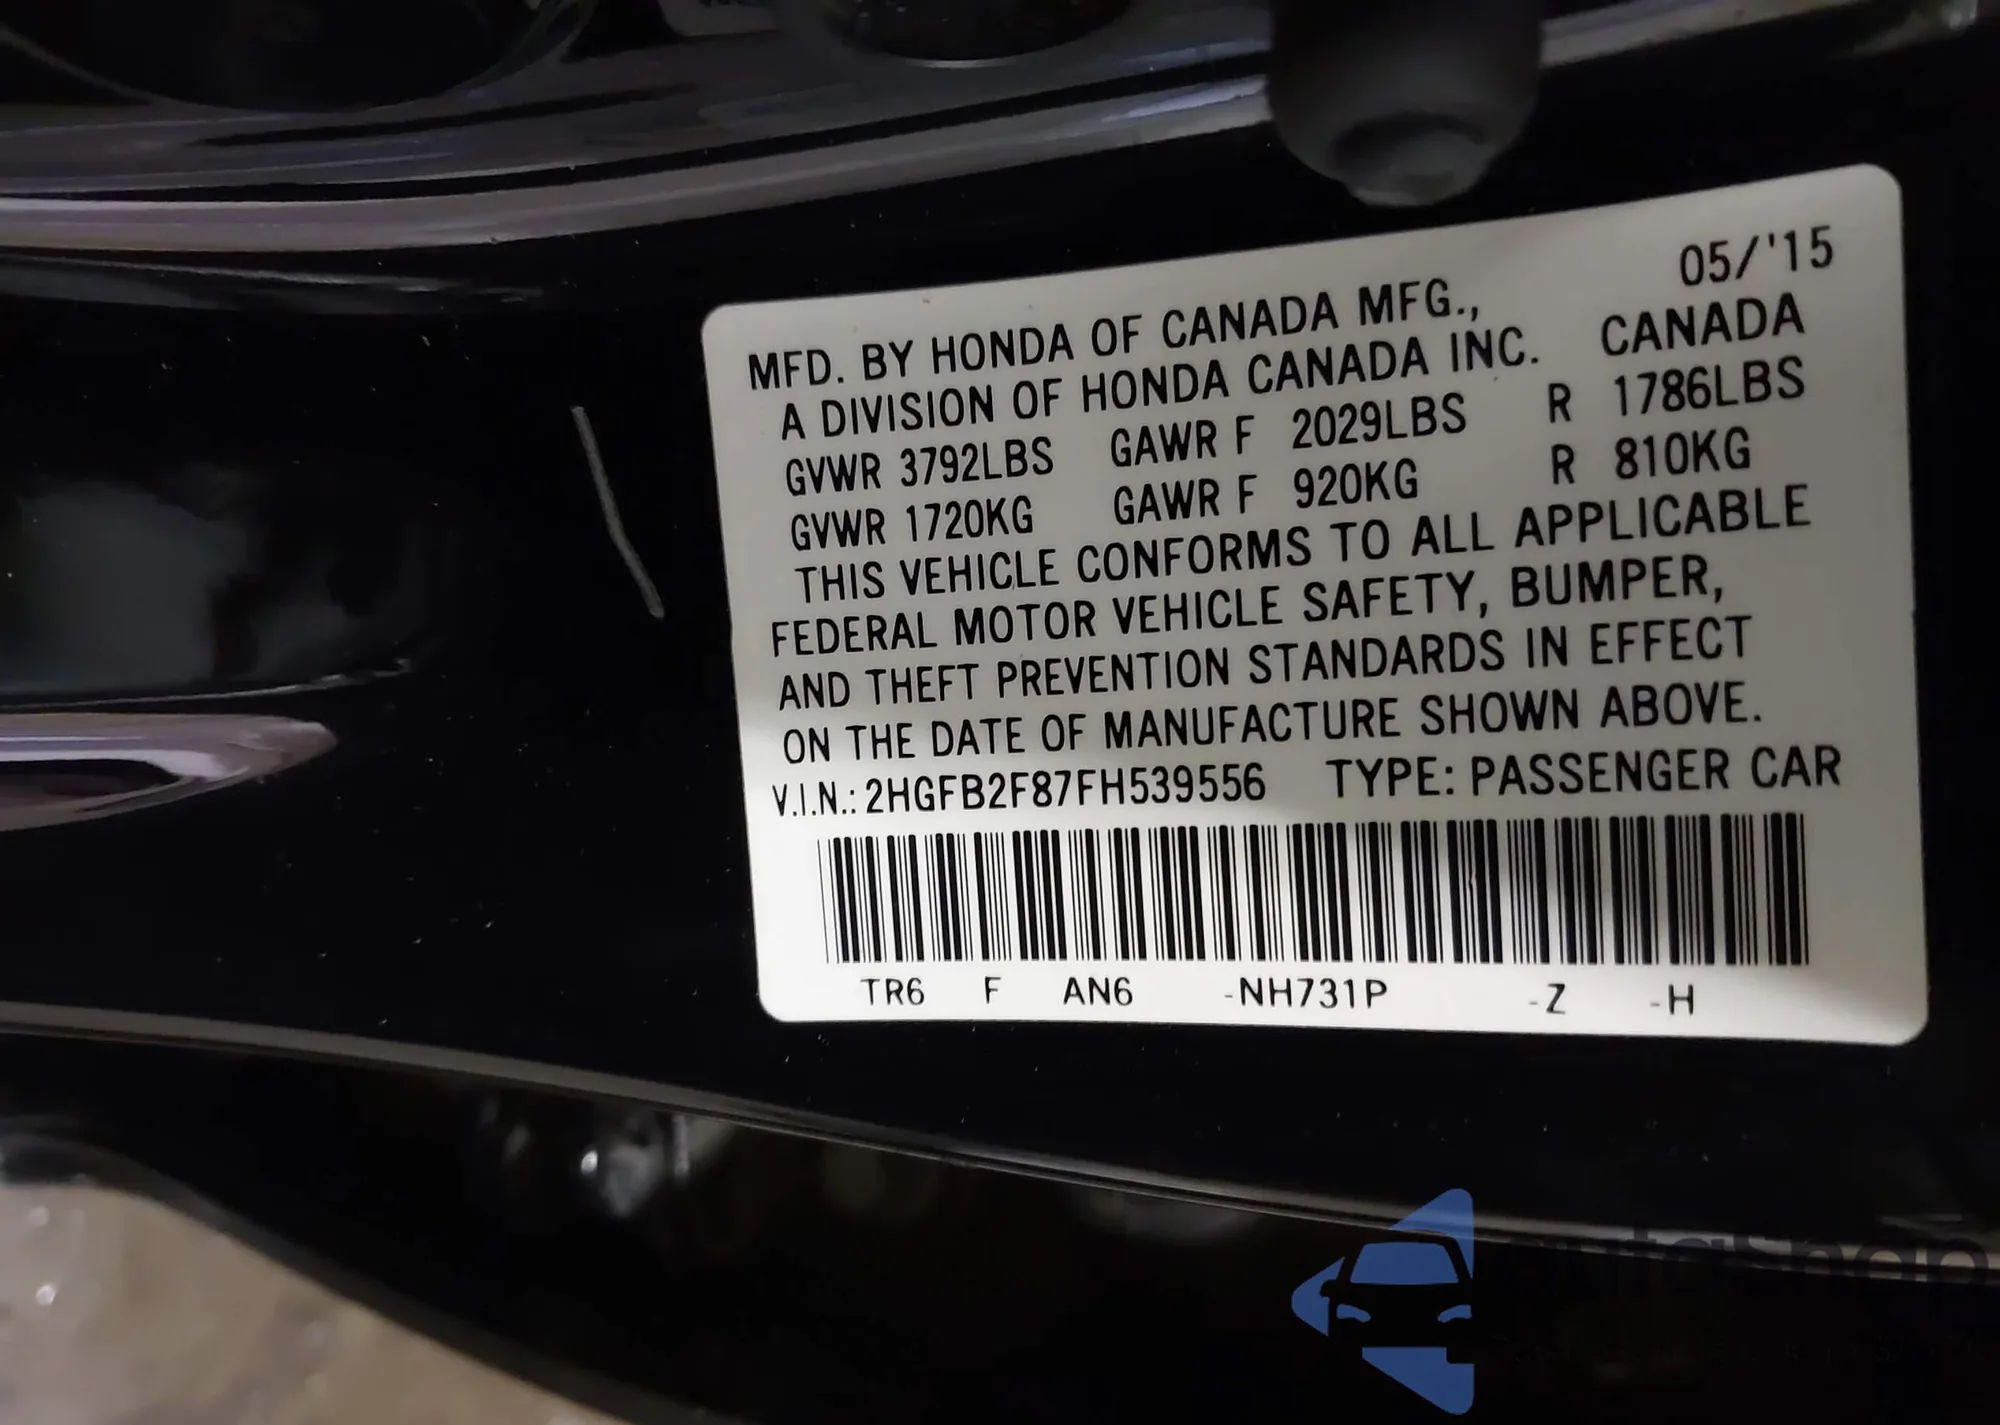 05/'15
MFD. BY HONDA OF CANADA MFG.,
A DIVISION OF HONDA CANADA INC. CANADA
GVWR 3792LBS GAWR F 2029LBS R 1786LBS
GVWR 1720KG GAWR F 920KG R 810KG
THIS VEHICLE CONFORMS TO ALL APPLICABLE
FEDERAL MOTOR VEHICLE SAFETY, BUMPER,
AND THEFT PREVENTION STANDARDS IN EFFECT
ON THE DATE OF MANUFACTURE SHOWN ABOVE.
V.I.N.: 2HGFB2F87FH539556 TYPE: PASSENGER CAR
TR6 F AN6 -NH731P -Z -H